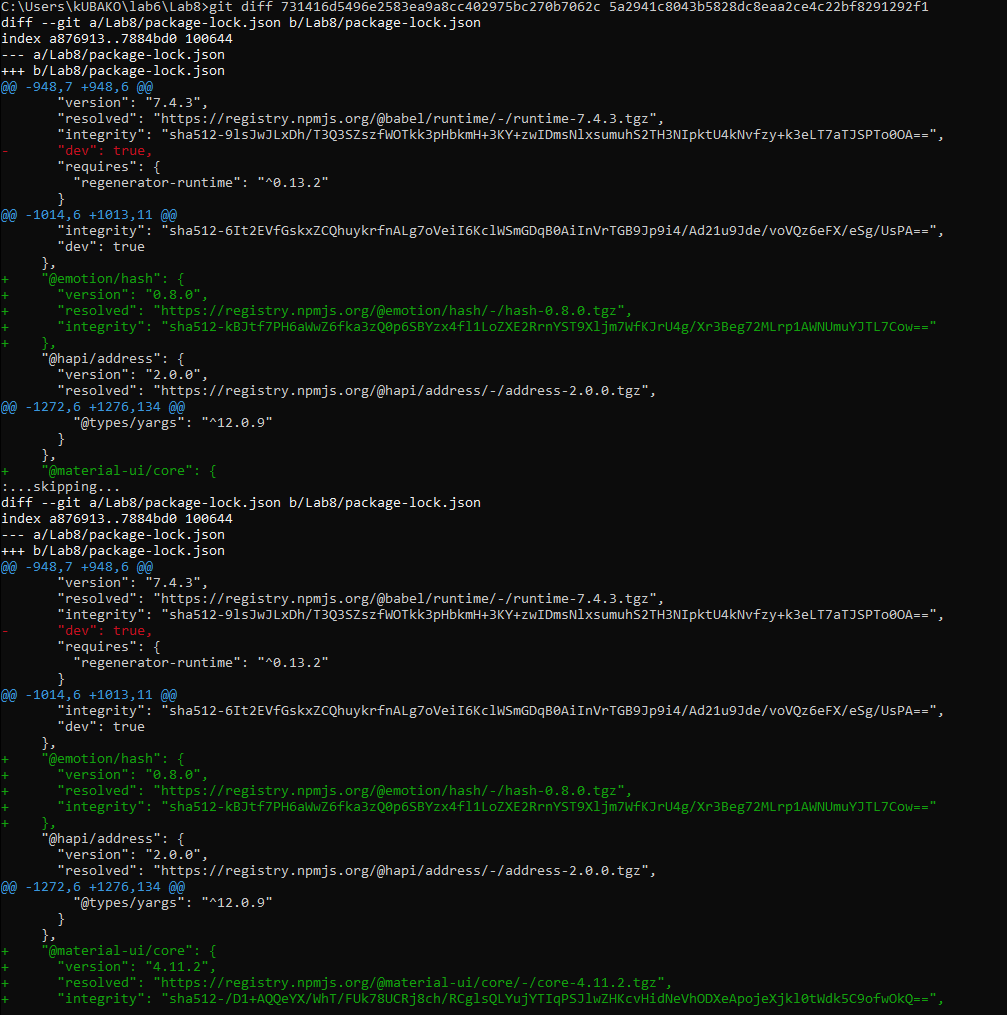 C:\Users\kUBAKO\lab6\Lab8>git diff 731416d5496e2583ea9a8cc402975bc270b7062c 5a2941c8043b5828dc8eaa2ce4c22bf8291292f1
diff --git a/Lab8/package-lock.json b/Lab8/package-lock.json
index a876913..7884bd0 100644
--- a/Lab8/package-lock.json
+++ b/Lab8/package-lock.json
@@ -948,7 +948,6 @@
"version": "7.4.3",
"resolved": "https://registry.npmjs.org/@babel/runtime/-/runtime-7.4.3.tgz",
"integrity": "sha512-9lsJwJLxDh/T3Q3SZszfWOTkk3pHbkmH+3KY+zwIDmsNlxsumuhS2TH3NIpktU4kNvfzy+k3eLT7aTJSPTo0OA==",
- "dev": true,
"requires": {
"regenerator-runtime": "^0.13.2"
}
@@ -1014,6 +1013,11 @@
"integrity": "sha512-6It2EVfGskxZCQhuykrfnALg7oVeiI6KclWSmGDqB0AiInVrTGB9Jp9i4/Ad21u9Jde/voVQz6eFX/eSg/UsPA==",
"dev": true
},
+ "@emotion/hash": {
+ "version": "0.8.0",
+ "resolved": "https://registry.npmjs.org/@emotion/hash/-/hash-0.8.0.tgz",
+ "integrity": "sha512-kBJtf7PH6aWwZ6fka3zQ0p6SBYzx4fl1LoZXE2RrnYST9Xljm7WfKJrU4g/Xr3Beg72MLrp1AWNUmuYJTL7Cow=="
+ },
"@hapi/address": {
"version": "2.0.0",
"resolved": "https://registry.npmjs.org/@hapi/address/-/address-2.0.0.tgz",
@@ -1272,6 +1276,134 @@
"@types/yargs": "^12.0.9"
}
},
+ "@material-ui/core": {
:...skipping...
diff --git a/Lab8/package-lock.json b/Lab8/package-lock.json
index a876913..7884bd0 100644
--- a/Lab8/package-lock.json
+++ b/Lab8/package-lock.json
@@ -948,7 +948,6 @@
"version": "7.4.3",
"resolved": "https://registry.npmjs.org/@babel/runtime/-/runtime-7.4.3.tgz",
"integrity": "sha512-9lsJwJLxDh/T3Q3SZszfWOTkk3pHbkmH+3KY+zwIDmsNlxsumuhS2TH3NIpktU4kNvfzy+k3eLT7aTJSPTo0OA==",
- "dev": true,
"requires": {
"regenerator-runtime": "^0.13.2"
}
@@ -1014,6 +1013,11 @@
"integrity": "sha512-6It2EVfGskxZCQhuykrfnALg7oVeiI6KclWSmGDqB0AiInVrTGB9Jp9i4/Ad21u9Jde/voVQz6eFX/eSg/UsPA==",
"dev": true
},
+ "@emotion/hash": {
+ "version": "0.8.0",
+ "resolved": "https://registry.npmjs.org/@emotion/hash/-/hash-0.8.0.tgz",
+ "integrity": "sha512-kBJtf7PH6aWwZ6fka3zQ0p6SBYzx4fl1LoZXE2RrnYST9Xljm7WfKJrU4g/Xr3Beg72MLrp1AWNUmuYJTL7Cow=="
+ },
"@hapi/address": {
"version": "2.0.0",
"resolved": "https://registry.npmjs.org/@hapi/address/-/address-2.0.0.tgz",
@@ -1272,6 +1276,134 @@
"@types/yargs": "^12.0.9"
}
},
+ "@material-ui/core": {
+ "version": "4.11.2",
+ "resolved": "https://registry.npmjs.org/@material-ui/core/-/core-4.11.2.tgz",
+ "integrity": "sha512-/D1+AQQeYX/WhT/FUk78UCRj8ch/RCglsQLYujYTIqPSJlwZHKcvHidNeVhODXeApojeXjkl0tWdk5C9ofwOkQ==",